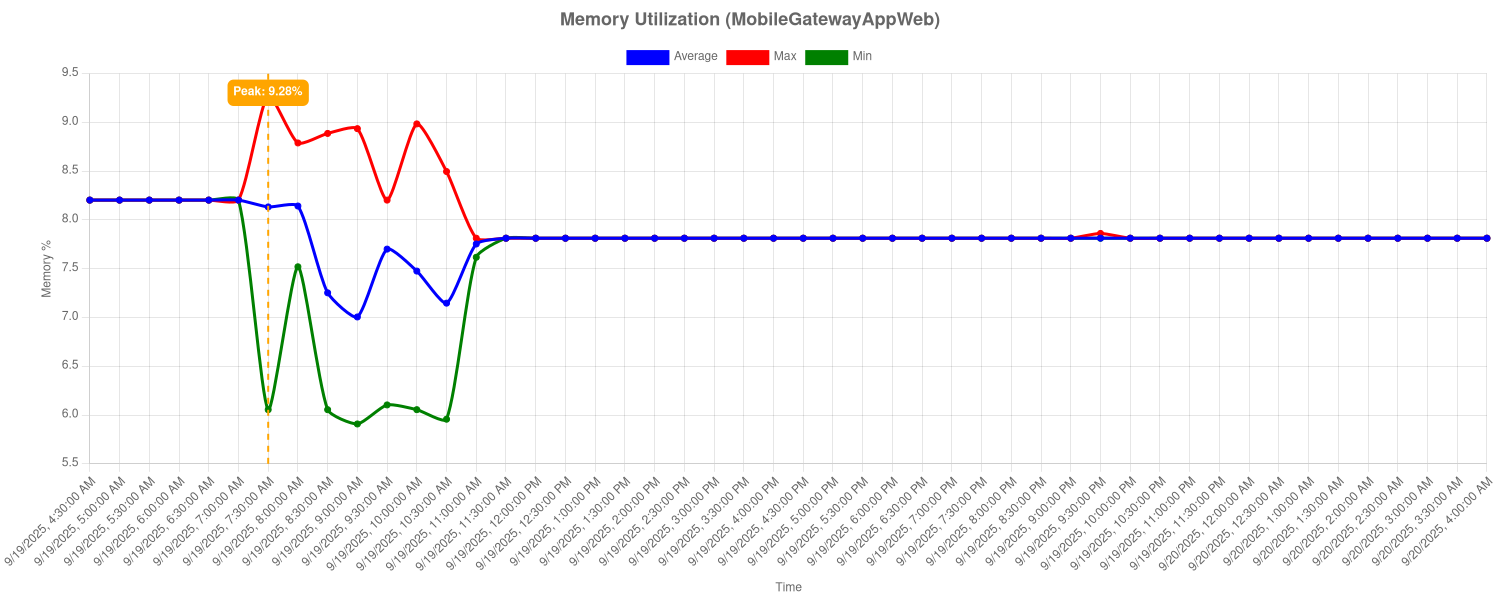 Memory Utilization (MobileGatewayAppWeb)
Average Max Min
Peak: 9.28%
9.5
9.0
8.5
8.0
7.5
7.0
6.5
6.0
5.5
Memory %
9/19/2025, 4:30:00 AM
9/19/2025, 5:00:00 AM
9/19/2025, 5:30:00 AM
9/19/2025, 6:00:00 AM
9/19/2025, 6:30:00 AM
9/19/2025, 7:00:00 AM
9/19/2025, 7:30:00 AM
9/19/2025, 8:00:00 AM
9/19/2025, 8:30:00 AM
9/19/2025, 9:00:00 AM
9/19/2025, 9:30:00 AM
9/19/2025, 10:00:00 AM
9/19/2025, 10:30:00 AM
9/19/2025, 11:00:00 AM
9/19/2025, 11:30:00 AM
9/19/2025, 12:00:00 PM
9/19/2025, 12:30:00 PM
9/19/2025, 1:00:00 PM
9/19/2025, 1:30:00 PM
9/19/2025, 2:00:00 PM
9/19/2025, 2:30:00 PM
9/19/2025, 3:00:00 PM
9/19/2025, 3:30:00 PM
9/19/2025, 4:00:00 PM
9/19/2025, 4:30:00 PM
9/19/2025, 5:00:00 PM
9/19/2025, 5:30:00 PM
9/19/2025, 6:00:00 PM
9/19/2025, 6:30:00 PM
9/19/2025, 7:00:00 PM
9/19/2025, 7:30:00 PM
9/19/2025, 8:00:00 PM
9/19/2025, 8:30:00 PM
9/19/2025, 9:00:00 PM
9/19/2025, 9:30:00 PM
9/19/2025, 10:00:00 PM
9/19/2025, 10:30:00 PM
9/19/2025, 11:00:00 PM
9/19/2025, 11:30:00 PM
9/20/2025, 12:00:00 AM
9/20/2025, 12:30:00 AM
9/20/2025, 1:00:00 AM
9/20/2025, 1:30:00 AM
9/20/2025, 2:00:00 AM
9/20/2025, 2:30:00 AM
9/20/2025, 3:00:00 AM
9/20/2025, 3:30:00 AM
9/20/2025, 4:00:00 AM
Time